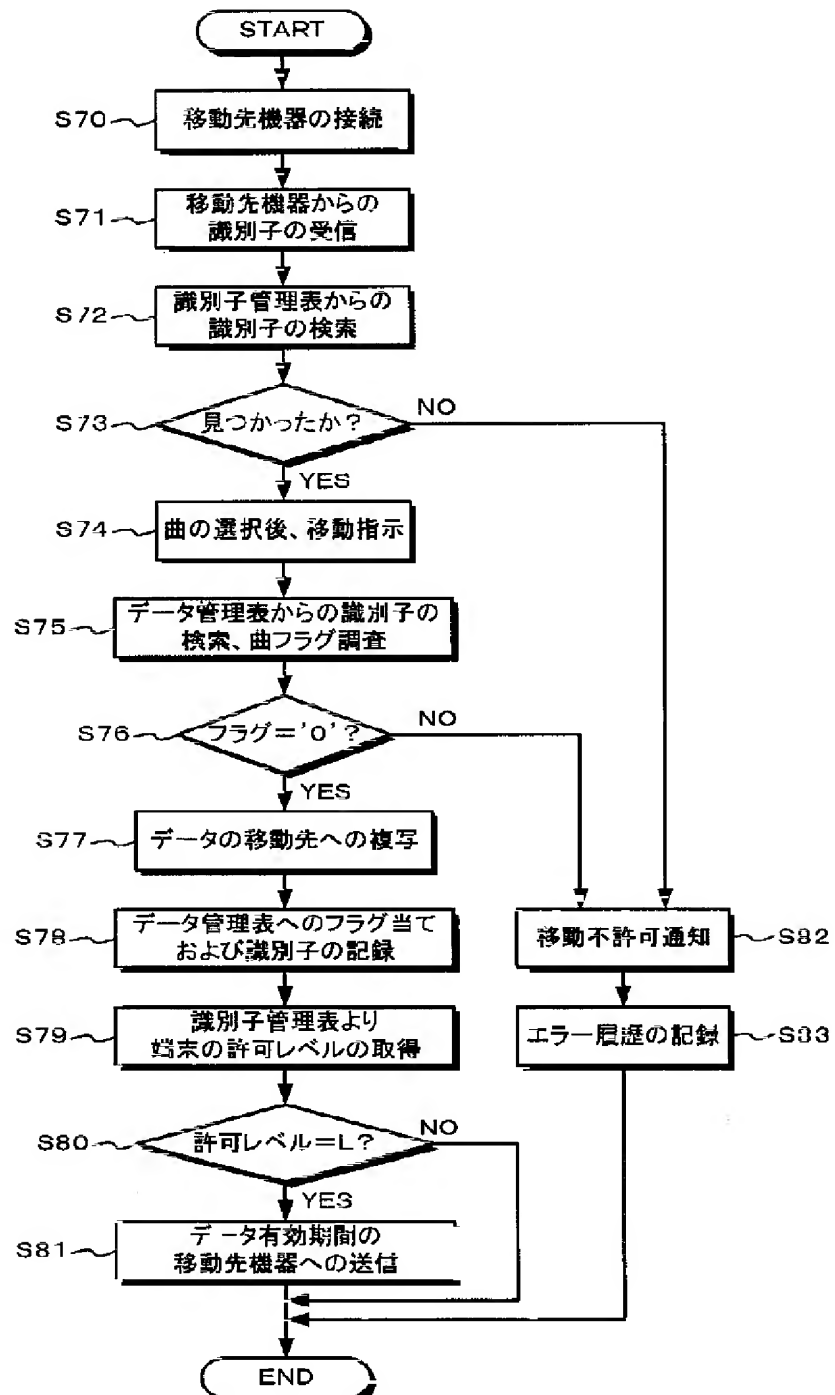 START
S70
移動先機器の接続
S71
移動先機器からの
識別子の受信
S72
識別子管理表からの
識別子の検索
S73
見つかったか?
NO
YES
S74
曲の選択後、移動指示
S75
データ管理表からの識別子の
検索、曲フラグ調査
S76
フラグ='0'?
NO
YES
S77
データの移動先への複写
S78
データ管理表へのフラグ当て
および識別子の記録
移動不許可通知
S82
S79
識別子管理表より
端末の許可レベルの取得
エラー履歴の記録
S83
S80
許可レベル=L?
NO
YES
S81
データ有効期間の
移動先機器への送信
END